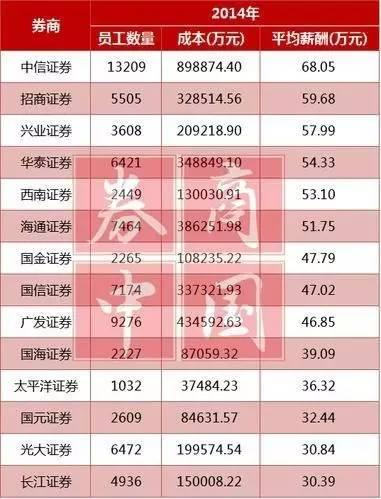 券商 2014年
员工数量 成本(万元) 平均薪酬(万元)
中信证券 13209 898874.40 68.05
招商证券 5505 328514.56 59.68
兴业证券 3608 209218.90 57.99
华泰证券 6421 348849.10 54.33
西南证券 2449 130030.91 53.10
海通证券 7464 386251.98 51.75
国金证券 2265 108235.22 47.79
国信证券 7174 337321.93 47.02
广发证券 9276 434592.63 46.85
国海证券 2227 87059.32 39.09
太平洋证券 1032 37484.23 36.32
国元证券 2609 84631.57 32.44
光大证券 6472 199574.54 30.84
长江证券 4936 150008.22 30.39
券商
中国